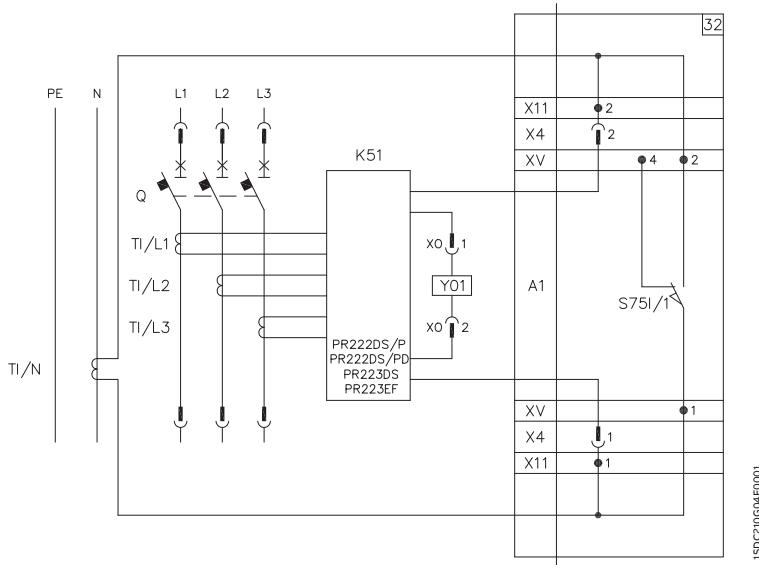 32
PE N L1 L2 L3
X11 2
X4 2
K51
XV 4 2
Q
TI/L1
X0 1
TI/L2
Y01
A1
S75I/1
TI/L3
X0 2
PR222DS/P
PR222DS/PD
TI/N
PR223DS
PR223EF
XV 1
X4 1
X11 1
1SDC210G04F0001